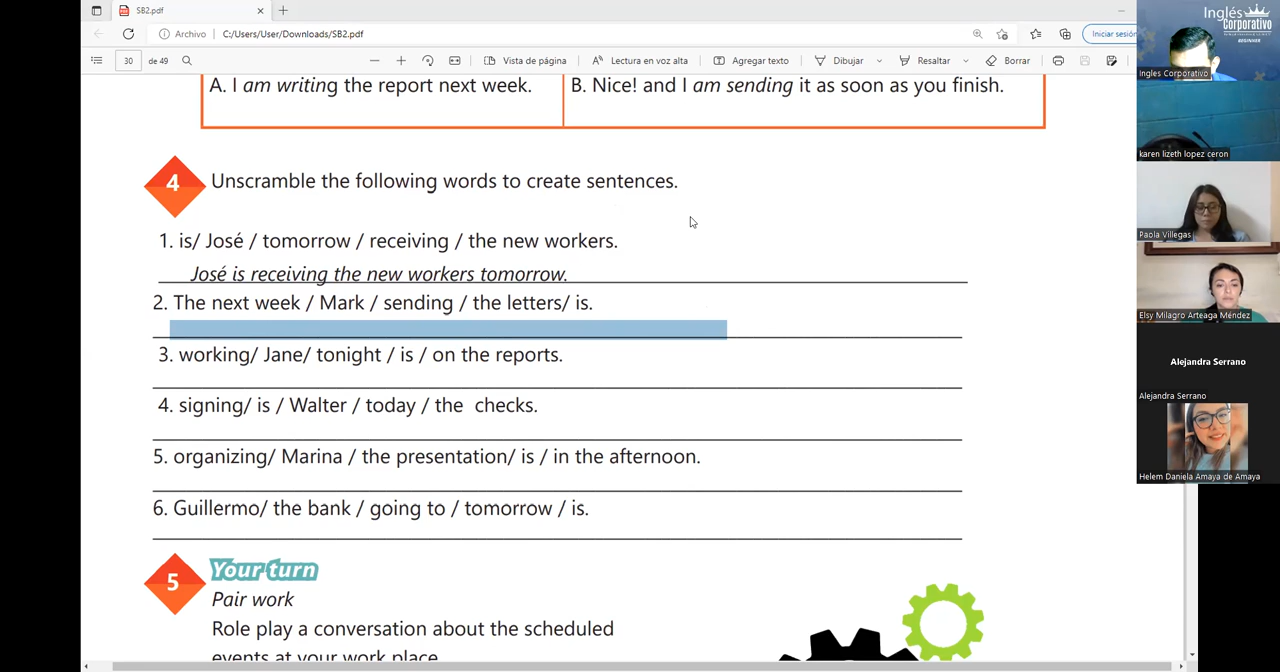 SB2.pdf
Archivo
C:/Users/User/Downloads/SB2.pdf
Iniciar sesión
30
de 49
Vista de página
Lectura en voz alta
Agregar texto
Dibujar
Resaltar
Borrar
A. I am writing the report next week.
B. Nice! and I am sending it as soon as you finish.
4
Unscramble the following words to create sentences.
1. is/ José / tomorrow / receiving / the new workers.
José is receiving the new workers tomorrow.
2. The next week / Mark / sending / the letters/ is.
3. working/ Jane/ tonight / is / on the reports.
4. signing/ is / Walter / today / the checks.
5. organizing/ Marina / the presentation/ is / in the afternoon.
6. Guillermo/ the bank / going to / tomorrow / is.
5
Your turn
Pair work
Role play a conversation about the scheduled
events at your work place
Inglés
Corporativo
BEGINNER
Ingles Corporativo
karen lizeth lopez ceron
Paola Villegas
Elsy Milagro Arteaga Méndez
Alejandra Serrano
Alejandra Serrano
Helem Daniela Amaya de Amaya